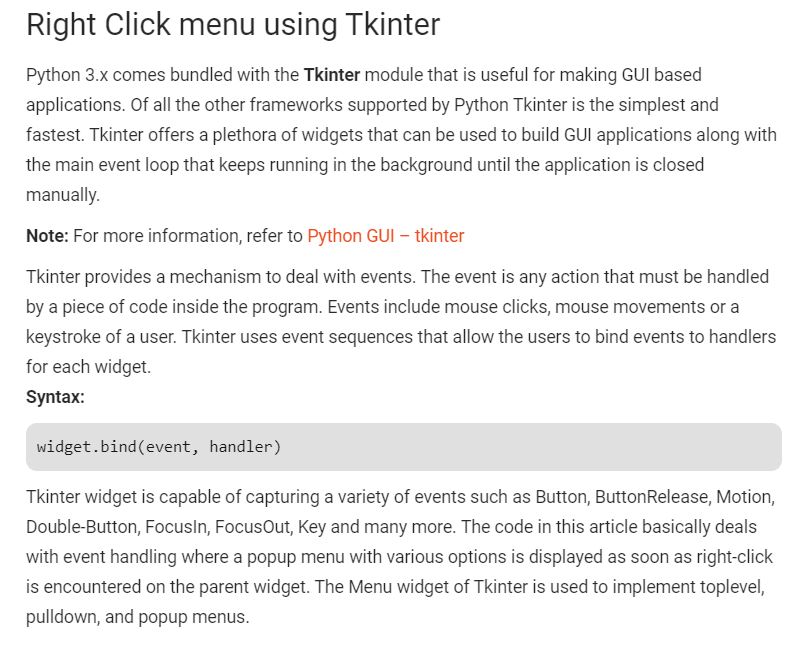 Right Click menu using Tkinter
Python 3.x comes bundled with the Tkinter module that is useful for making GUI based
applications. Of all the other frameworks supported by Python Tkinter is the simplest and
fastest. Tkinter offers a plethora of widgets that can be used to build GUI applications along with
the main event loop that keeps running in the background until the application is closed
manually.
Note: For more information, refer to Python GUI – tkinter
Tkinter provides a mechanism to deal with events. The event is any action that must be handled
by a piece of code inside the program. Events include mouse clicks, mouse movements or a
keystroke of a user. Tkinter uses event sequences that allow the users to bind events to handlers
for each widget.
Syntax:
widget.bind(event, handler)
Tkinter widget is capable of capturing a variety of events such as Button, ButtonRelease, Motion,
Double-Button, FocusIn, FocusOut, Key and many more. The code in this article basically deals
with event handling where a popup menu with various options is displayed as soon as right-click
is encountered on the parent widget. The Menu widget of Tkinter is used to implement toplevel,
pulldown, and popup menus.